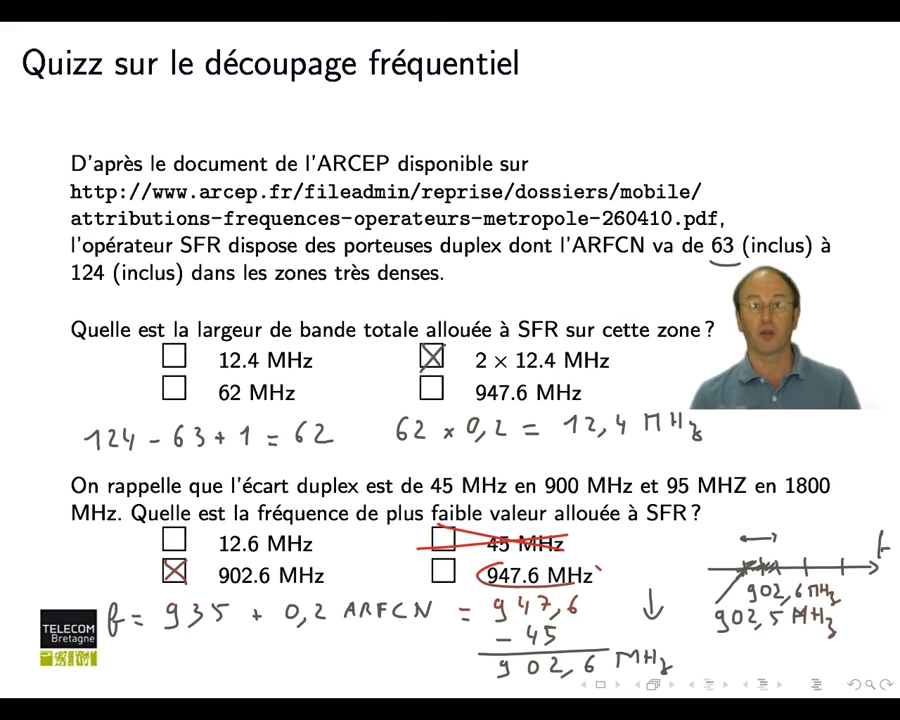 Quizz sur le découpage fréquentiel
D'après le document de l'ARCEP disponible sur
http://www.arcep.fr/fileadmin/reprise/dossiers/mobile/
attributions-frequences-operateurs-metropole-260410.pdf,
l'opérateur SFR dispose des porteuses duplex dont l'ARFCN va de 63 (inclus) à
124 (inclus) dans les zones très denses.
Quelle est la largeur de bande totale allouée à SFR sur cette zone ?
12.4 MHz 2 × 12.4 MHz
62 MHz 947.6 MHz
124 - 63 + 1 = 62 62 × 0,2 = 12,4 MHz
On rappelle que l'écart duplex est de 45 MHz en 900 MHz et 95 MHZ en 1800
MHz. Quelle est la fréquence de plus faible valeur allouée à SFR ?
12.6 MHz 45 MHz
902.6 MHz 947.6 MHz
f
902,6 MHz
902,5 MHz
f = 935 + 0,2 ARFCN = 947,6
- 45
902,6 MHz
TELECOM
Bretagne